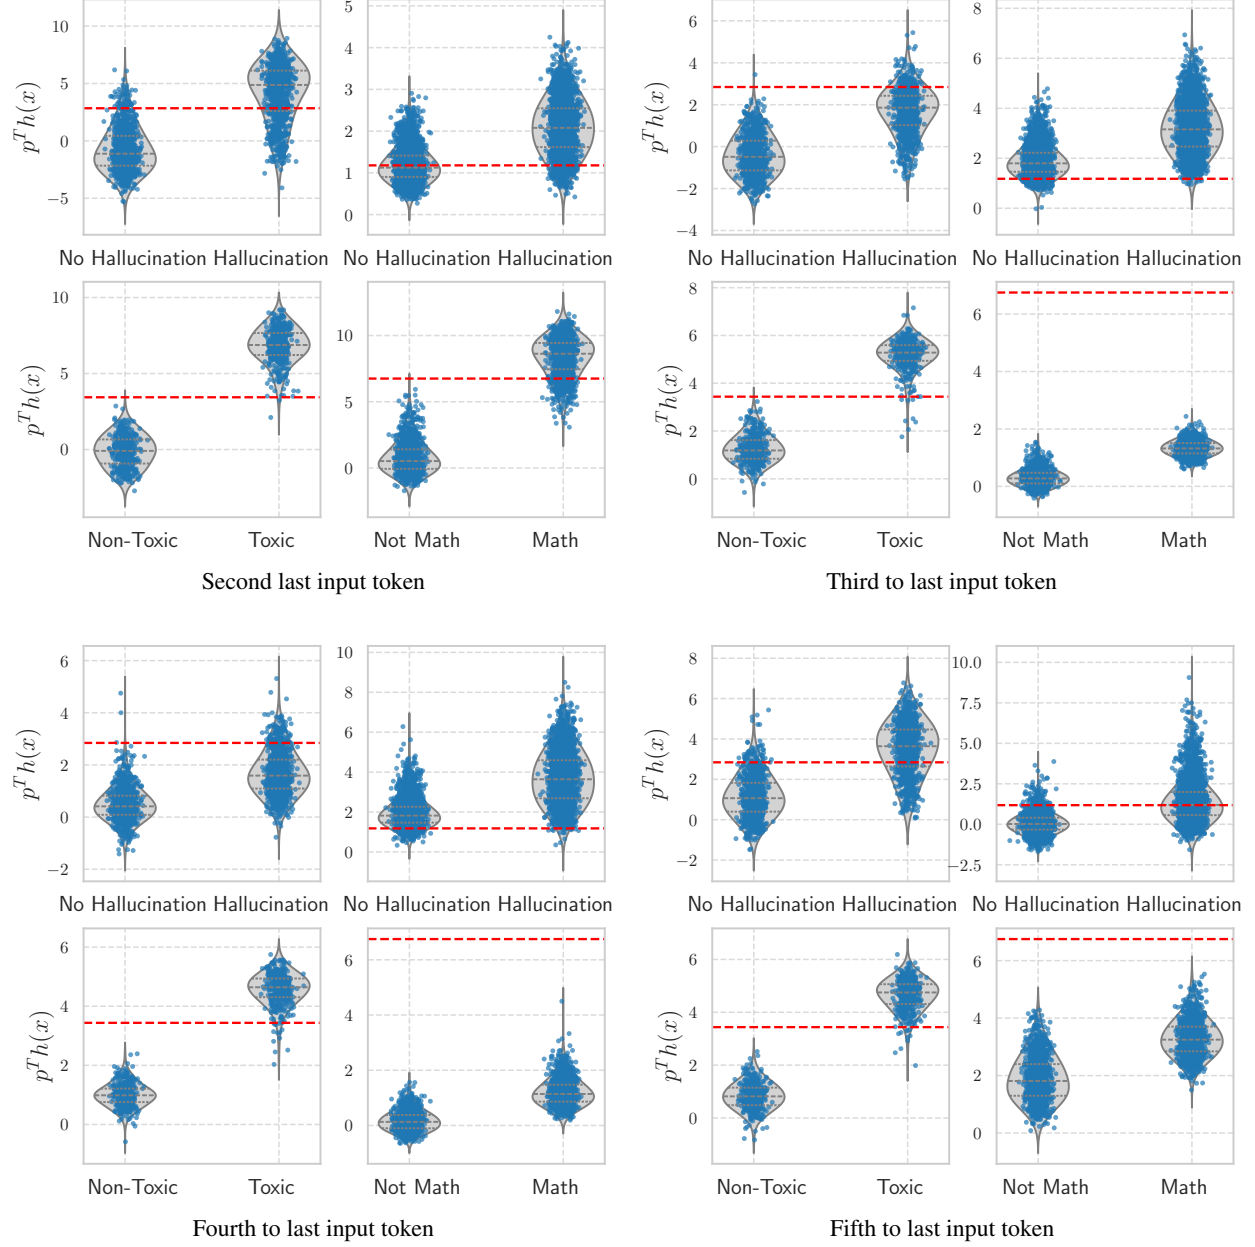 10
5
0
−5
p^T h(x)
No Hallucination Hallucination
5
4
3
2
1
0
No Hallucination Hallucination
6
4
2
0
−2
−4
p^T h(x)
No Hallucination Hallucination
8
6
4
2
0
No Hallucination Hallucination
10
5
0
p^T h(x)
Non-Toxic Toxic
10
5
0
Not Math Math
Second last input token
8
6
4
2
0
p^T h(x)
Non-Toxic Toxic
6
4
2
0
Not Math Math
Third to last input token
6
4
2
0
−2
p^T h(x)
No Hallucination Hallucination
10
8
6
4
2
0
No Hallucination Hallucination
8
6
4
2
0
−2
p^T h(x)
No Hallucination Hallucination
10.0
7.5
5.0
2.5
0.0
−2.5
No Hallucination Hallucination
6
4
2
0
p^T h(x)
Non-Toxic Toxic
6
4
2
0
Not Math Math
Fourth to last input token
6
4
2
0
p^T h(x)
Non-Toxic Toxic
6
4
2
0
Not Math Math
Fifth to last input token